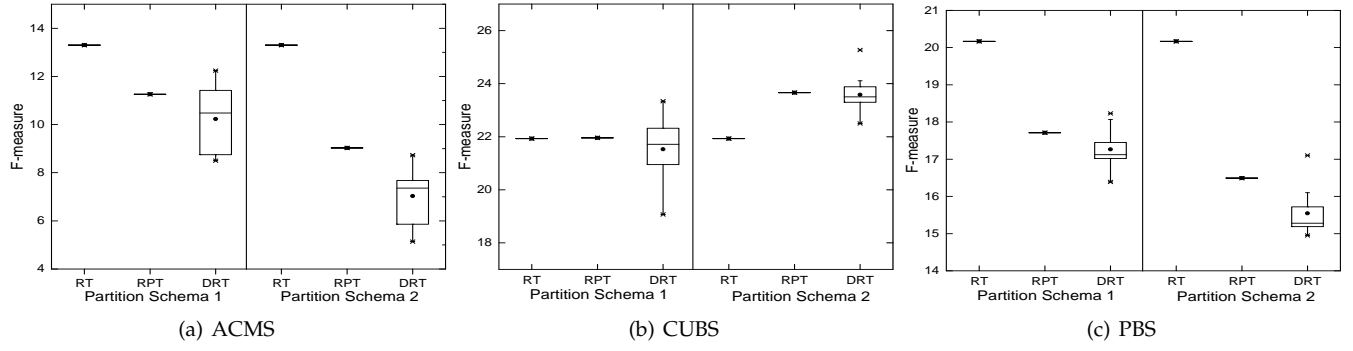 F-measure
14
12
10
8
6
4
RT RPT DRT RT RPT DRT
Partition Schema 1 Partition Schema 2
(a) ACMS
F-measure
26
24
22
20
18
RT RPT DRT RT RPT DRT
Partition Schema 1 Partition Schema 2
(b) CUBS
F-measure
21
20
19
18
17
16
15
14
RT RPT DRT RT RPT DRT
Partition Schema 1 Partition Schema 2
(c) PBS